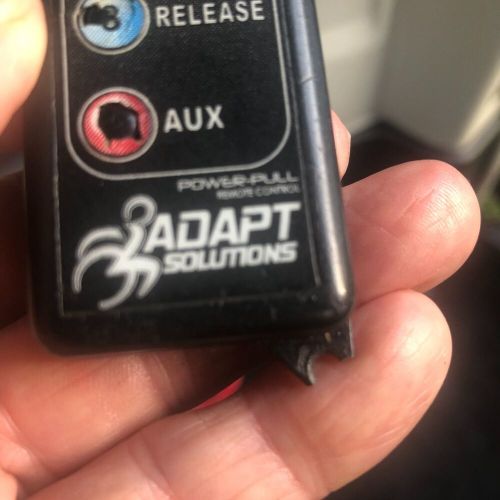 RELEASE
AUX
POWER-PULL
REMOTE CONTROL
ADAPT
SOLUTIONS